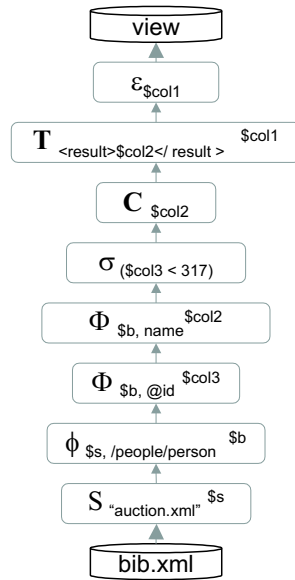 view
ε $col1
T <result>$col2</ result > $col1
C $col2
σ ($col3 < 317)
Φ $b, name $col2
Φ $b, @id $col3
ϕ $s, /people/person $b
S “auction.xml” $s
bib.xml